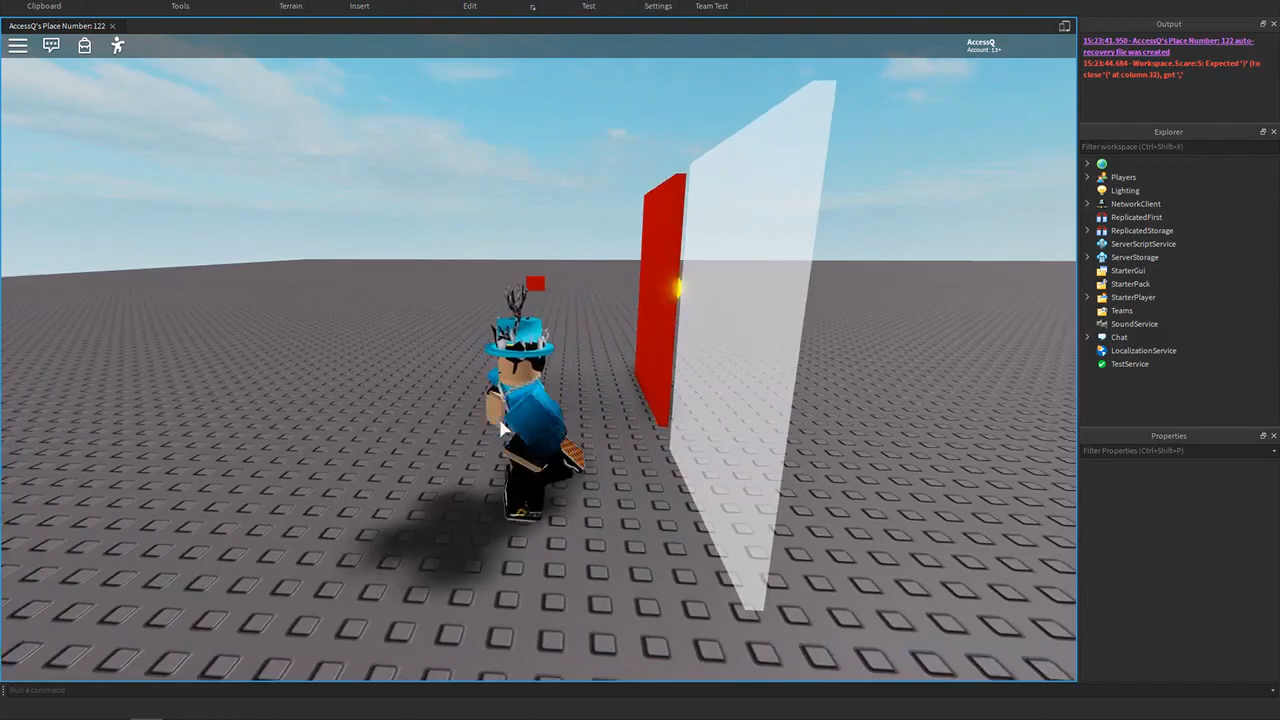 Clipboard Tools Terrain Insert Edit Test Settings Team Test
AccessQ's Place Number: 122
AccessQ
Account: 13+
Output
15:23:41.950 - AccessQ's Place Number: 122 auto-
recovery file was created
15:23:44.684 - Workspace.Scare:5: Expected ')' (to
close '(' at column 32), got ','
Explorer
Filter workspace (Ctrl+Shift+X)
Players
Lighting
NetworkClient
ReplicatedFirst
ReplicatedStorage
ServerScriptService
ServerStorage
StarterGui
StarterPack
StarterPlayer
Teams
SoundService
Chat
LocalizationService
TestService
Properties
Filter Properties (Ctrl+Shift+P)
Run a command